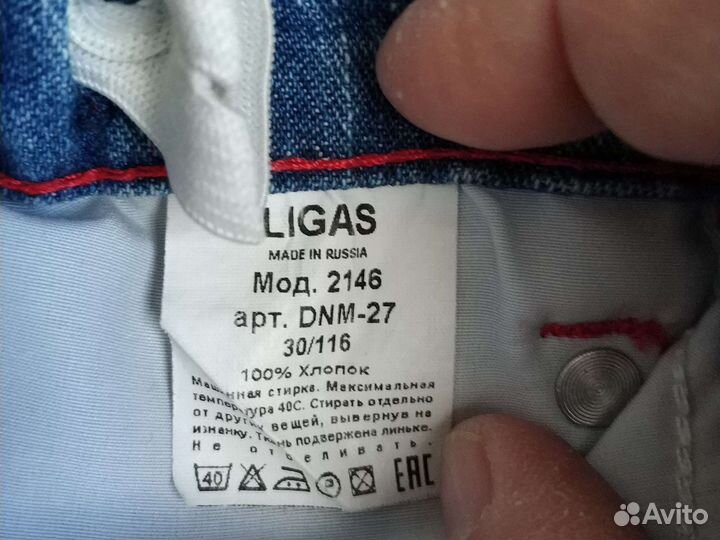 LIGAS
MADE IN RUSSIA
Мод. 2146
арт. DNM-27
30/116
100% Хлопок
Машинная стирка. Максимальная
температура 40С. Стирать отдельно
от других вещей, вывернув на
изнанку. Ткань подвержена линьке.
Не отбеливать.
40 EAC
Avito